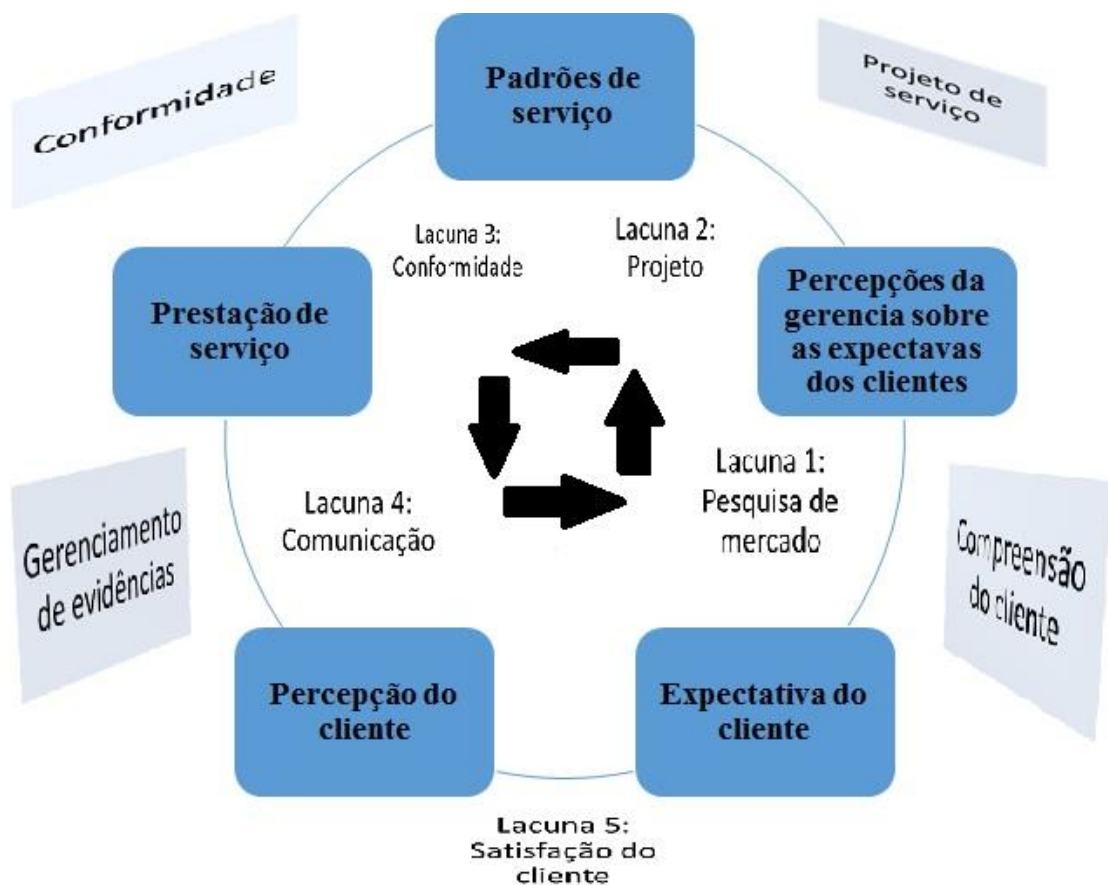 Conformidade
Padrões de
serviço
Projeto de
serviço
Lacuna 3:
Conformidade
Lacuna 2:
Projeto
Prestação de
serviço
Percepções da
gerencia sobre
as expectavas
dos clientes
Gerenciamento
de evidências
Lacuna 4:
Comunicação
Lacuna 1:
Pesquisa de
mercado
Compreensão
do cliente
Percepção do
cliente
Expectativa do
cliente
Lacuna 5:
Satisfação do
cliente